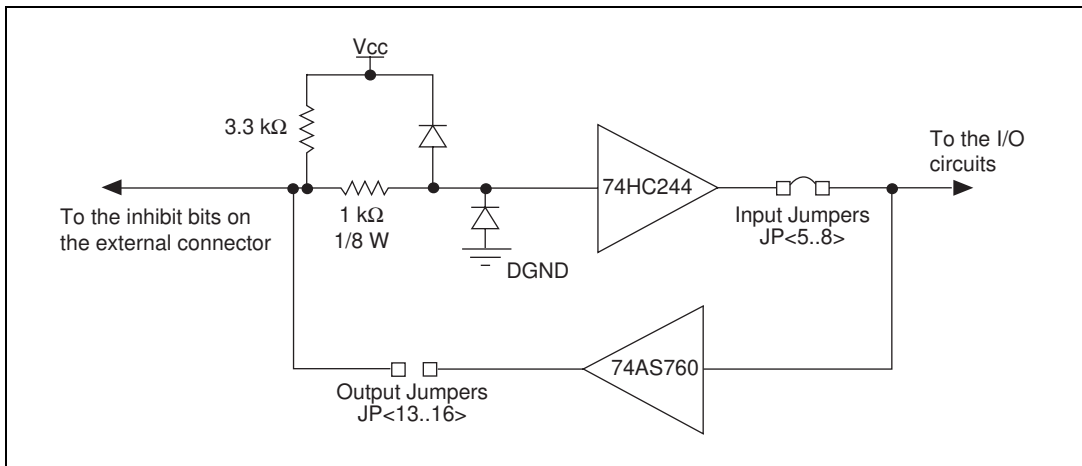 Vcc
3.3 kΩ
To the I/O
circuits
74HC244
To the inhibit bits on
the external connector
1 kΩ
1/8 W
Input Jumpers
JP<5..8>
DGND
74AS760
Output Jumpers
JP<13..16>